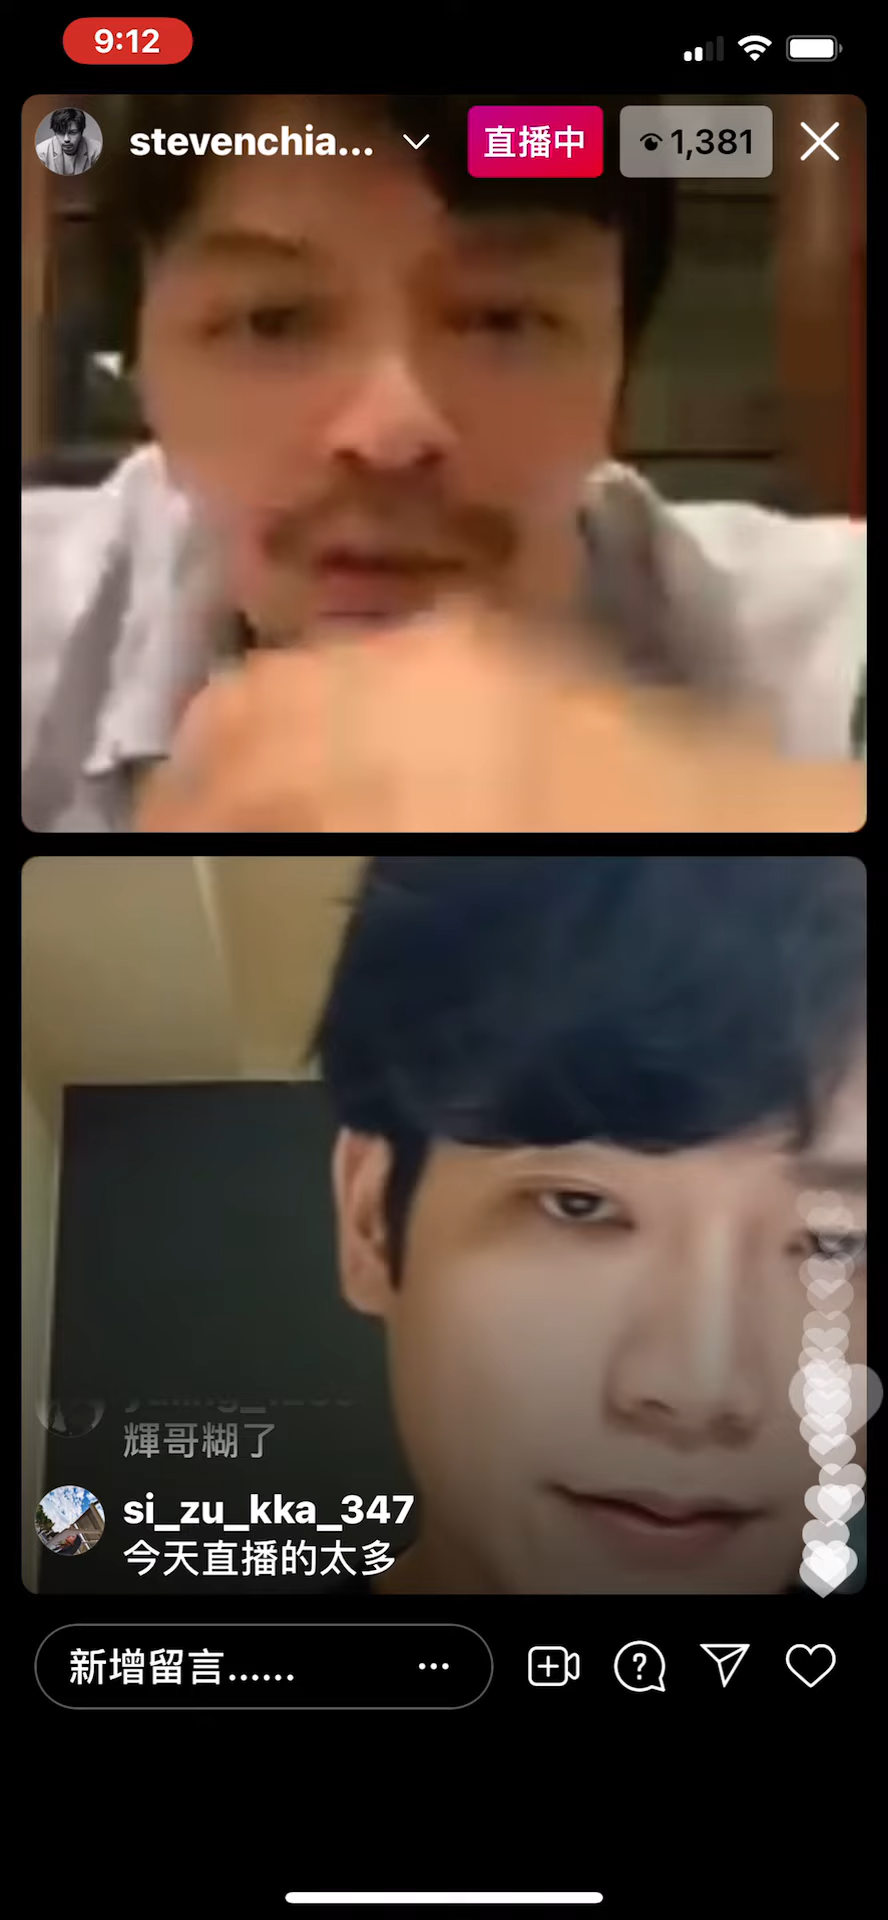 9:12
stevenchia... 直播中 1,381
輝哥糊了
si_zu_kka_347
今天直播的太多
新增留言......